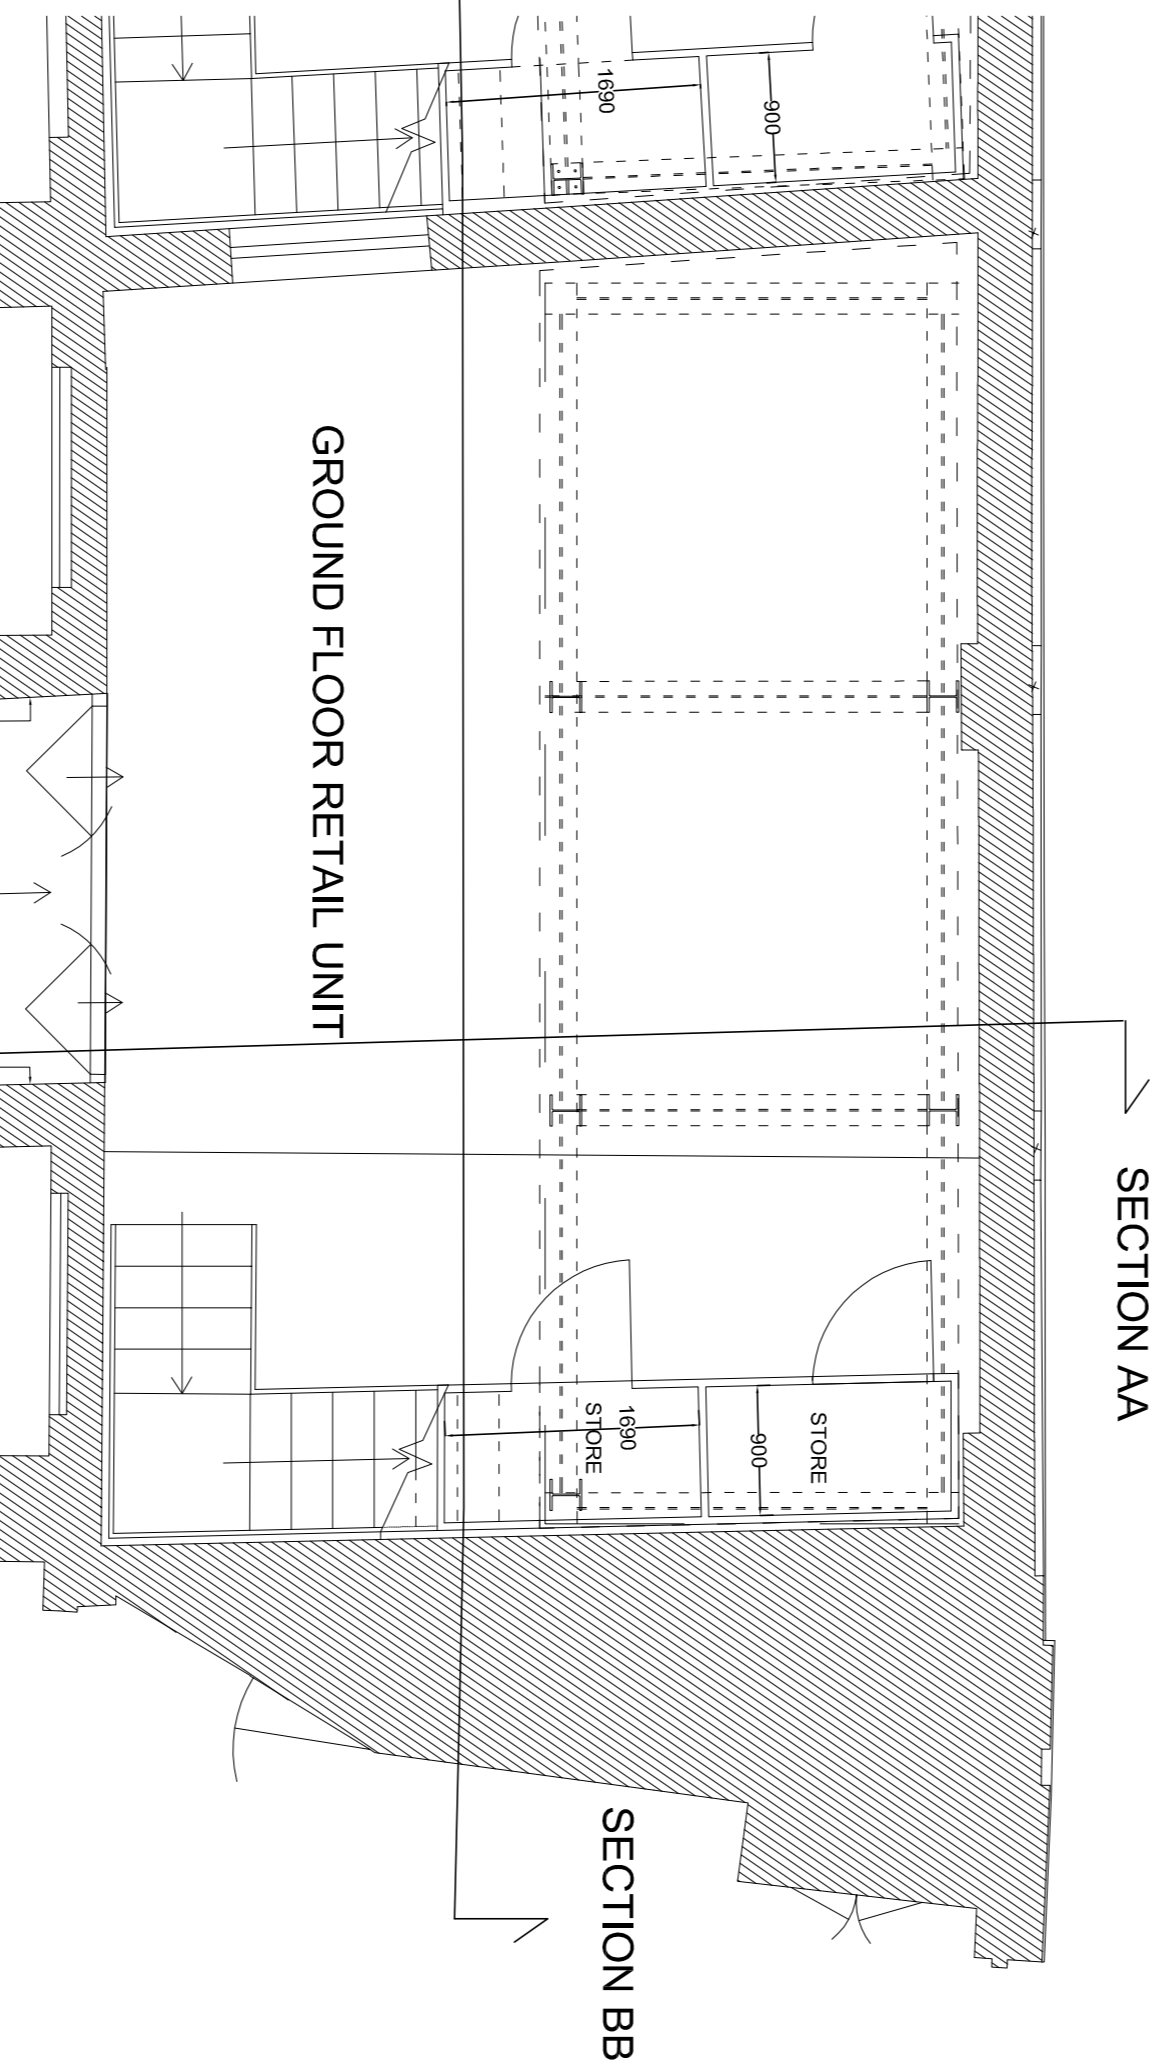 SECTION AA
900
1690
STORE
900
STORE
1690
GROUND FLOOR RETAIL UNIT
SECTION BB